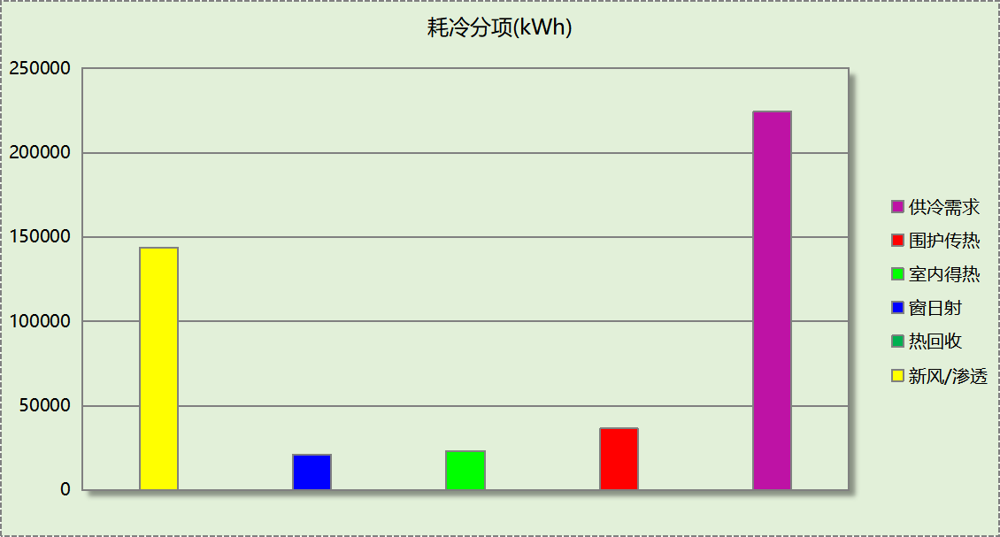 耗冷分项(kWh)
250000
200000
150000
100000
50000
0
供冷需求
围护传热
室内得热
窗日射
热回收
新风/渗透